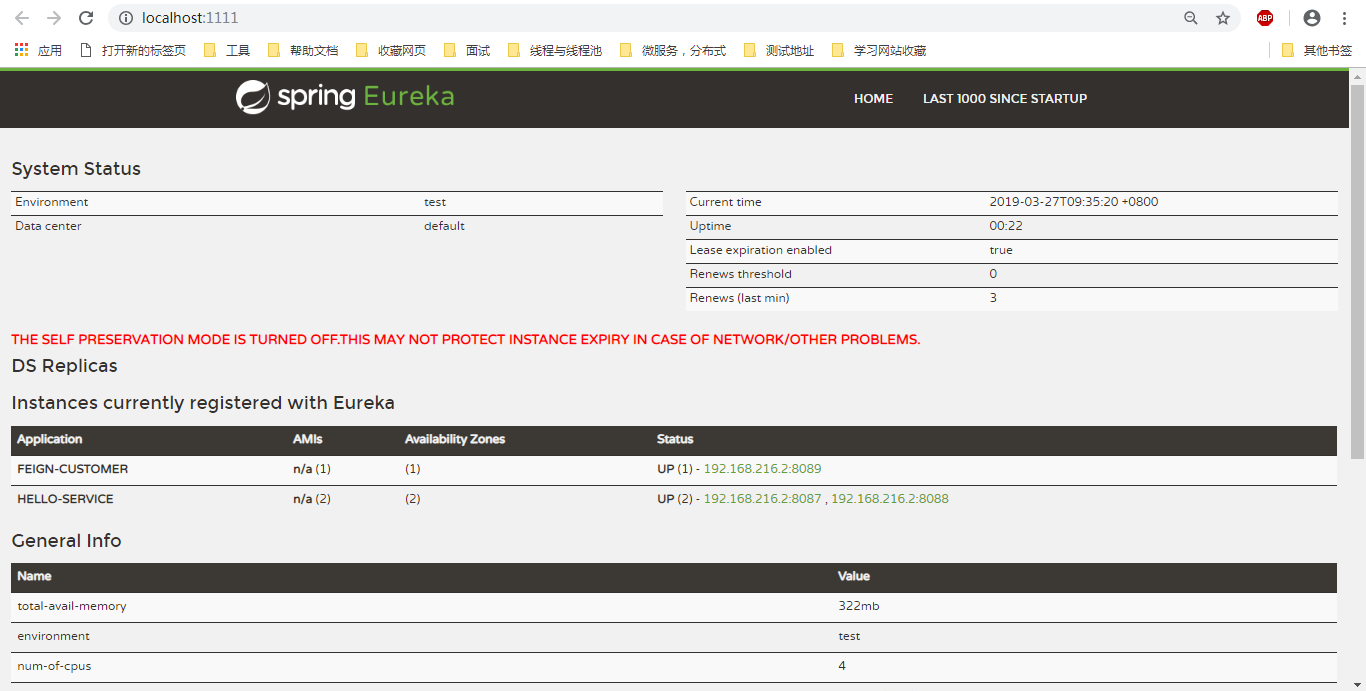 localhost:1111
ABP
应用 打开新的标签页 工具 帮助文档 收藏网页 面试 线程与线程池 微服务，分布式 测试地址 学习网站收藏 其他书签
spring Eureka HOME LAST 1000 SINCE STARTUP
System Status
Environment test
Data center default
Current time 2019-03-27T09:35:20 +0800
Uptime 00:22
Lease expiration enabled true
Renews threshold 0
Renews (last min) 3
THE SELF PRESERVATION MODE IS TURNED OFF.THIS MAY NOT PROTECT INSTANCE EXPIRY IN CASE OF NETWORK/OTHER PROBLEMS.
DS Replicas
Instances currently registered with Eureka
Application AMIs Availability Zones Status
FEIGN-CUSTOMER n/a (1) (1) UP (1) - 192.168.216.2:8089
HELLO-SERVICE n/a (2) (2) UP (2) - 192.168.216.2:8087 , 192.168.216.2:8088
General Info
Name Value
total-avail-memory 322mb
environment test
num-of-cpus 4